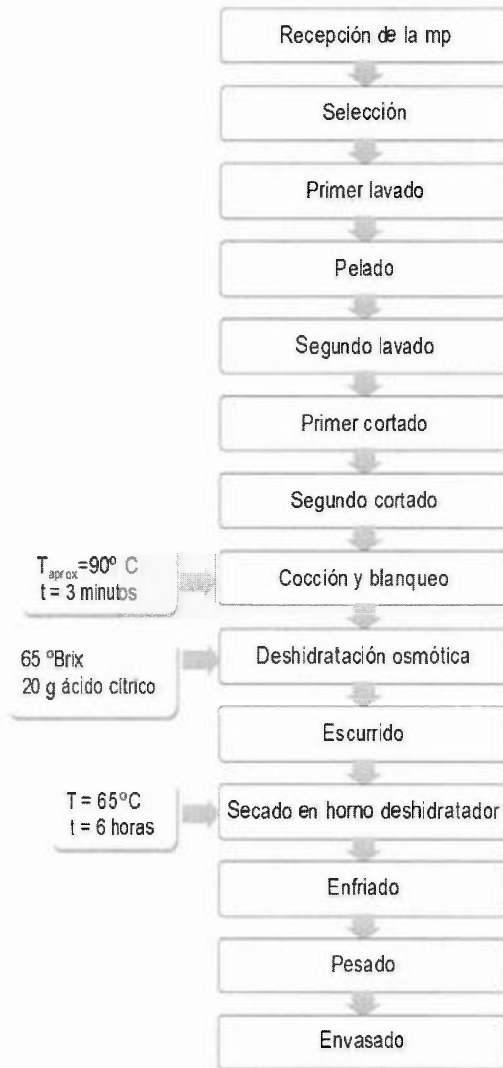 Recepción de la mp
Selección
Primer lavado
Pelado
Segundo lavado
Primer cortado
Segundo cortado
T aprox =90º C
t = 3 minutos
Cocción y blanqueo
65 ºBrix
20 g ácido cítrico
Deshidratación osmótica
Escurrido
T = 65ºC
t = 6 horas
Secado en horno deshidratador
Enfriado
Pesado
Envasado